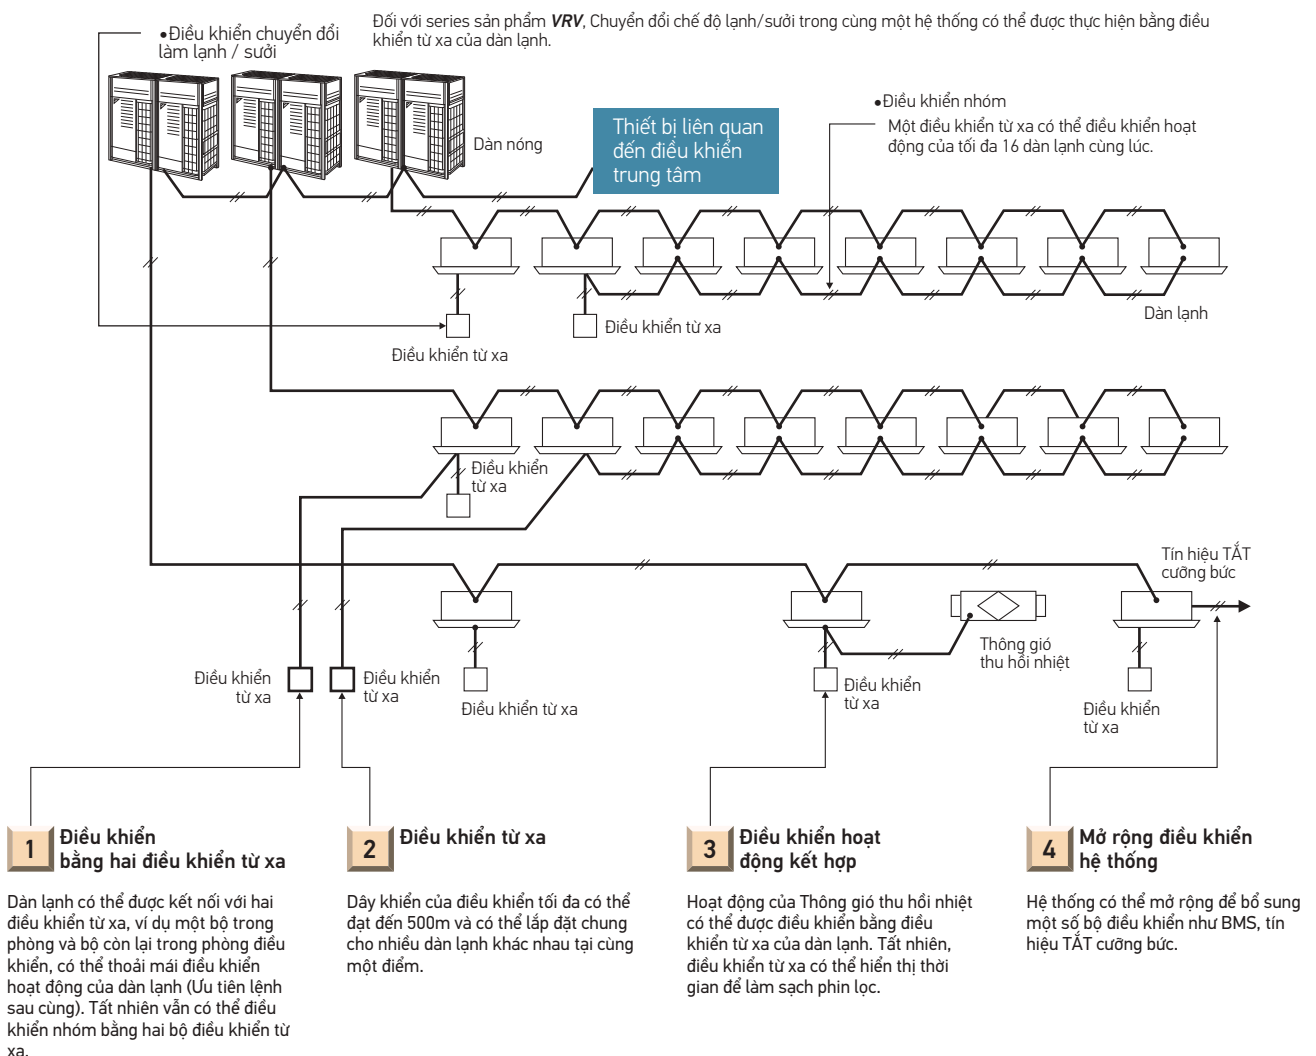 Đối với series sản phẩm VRV, Chuyển đổi chế độ lạnh/sưởi trong cùng một hệ thống có thể được thực hiện bằng điều
khiển từ xa của dàn lạnh.
•Điều khiển chuyển đổi
làm lạnh / sưởi
Dàn nóng
Thiết bị liên quan
đến điều khiển
trung tâm
•Điều khiển nhóm
Một điều khiển từ xa có thể điều khiển hoạt
động của tối đa 16 dàn lạnh cùng lúc.
Dàn lạnh
Điều khiển từ xa
Điều khiển từ xa
Điều khiển
từ xa
Tín hiệu TẮT
cưỡng bức
Thông gió
thu hồi nhiệt
Điều khiển
từ xa
Điều khiển
từ xa
Điều khiển từ xa
Điều khiển
từ xa
Điều khiển
từ xa
1
Điều khiển
bằng hai điều khiển từ xa
Dàn lạnh có thể được kết nối với hai
điều khiển từ xa, ví dụ một bộ trong
phòng và bộ còn lại trong phòng điều
khiển, có thể thoải mái điều khiển
hoạt động của dàn lạnh (Ưu tiên lệnh
sau cùng). Tất nhiên vẫn có thể điều
khiển nhóm bằng hai bộ điều khiển từ
xa.
2
Điều khiển từ xa
Dây khiển của điều khiển tối đa có thể
đạt đến 500m và có thể lắp đặt chung
cho nhiều dàn lạnh khác nhau tại cùng
một điểm.
3
Điều khiển hoạt
động kết hợp
Hoạt động của Thông gió thu hồi nhiệt
có thể được điều khiển bằng điều
khiển từ xa của dàn lạnh. Tất nhiên,
điều khiển từ xa có thể hiển thị thời
gian để làm sạch phin lọc.
4
Mở rộng điều khiển
hệ thống
Hệ thống có thể mở rộng để bổ sung
một số bộ điều khiển như BMS, tín
hiệu TẮT cưỡng bức.